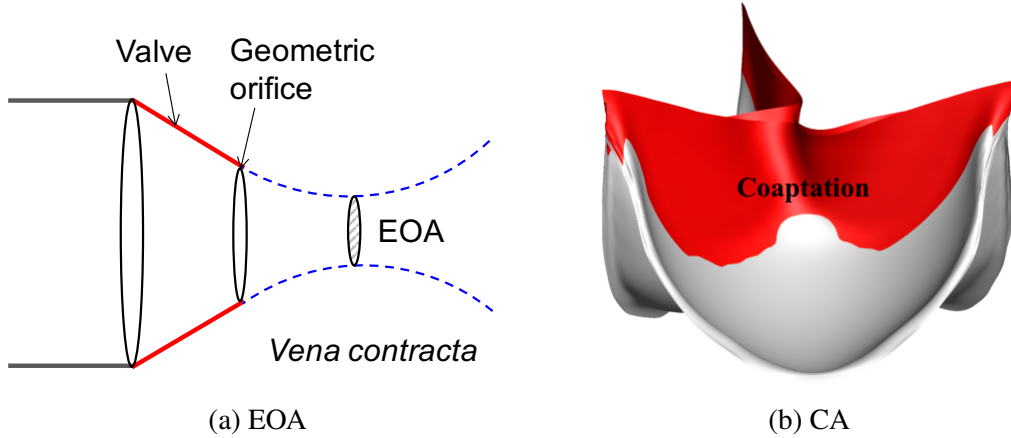 Valve
Geometric
orifice
EOA
Vena contracta
(a) EOA
Coaptation
(b) CA